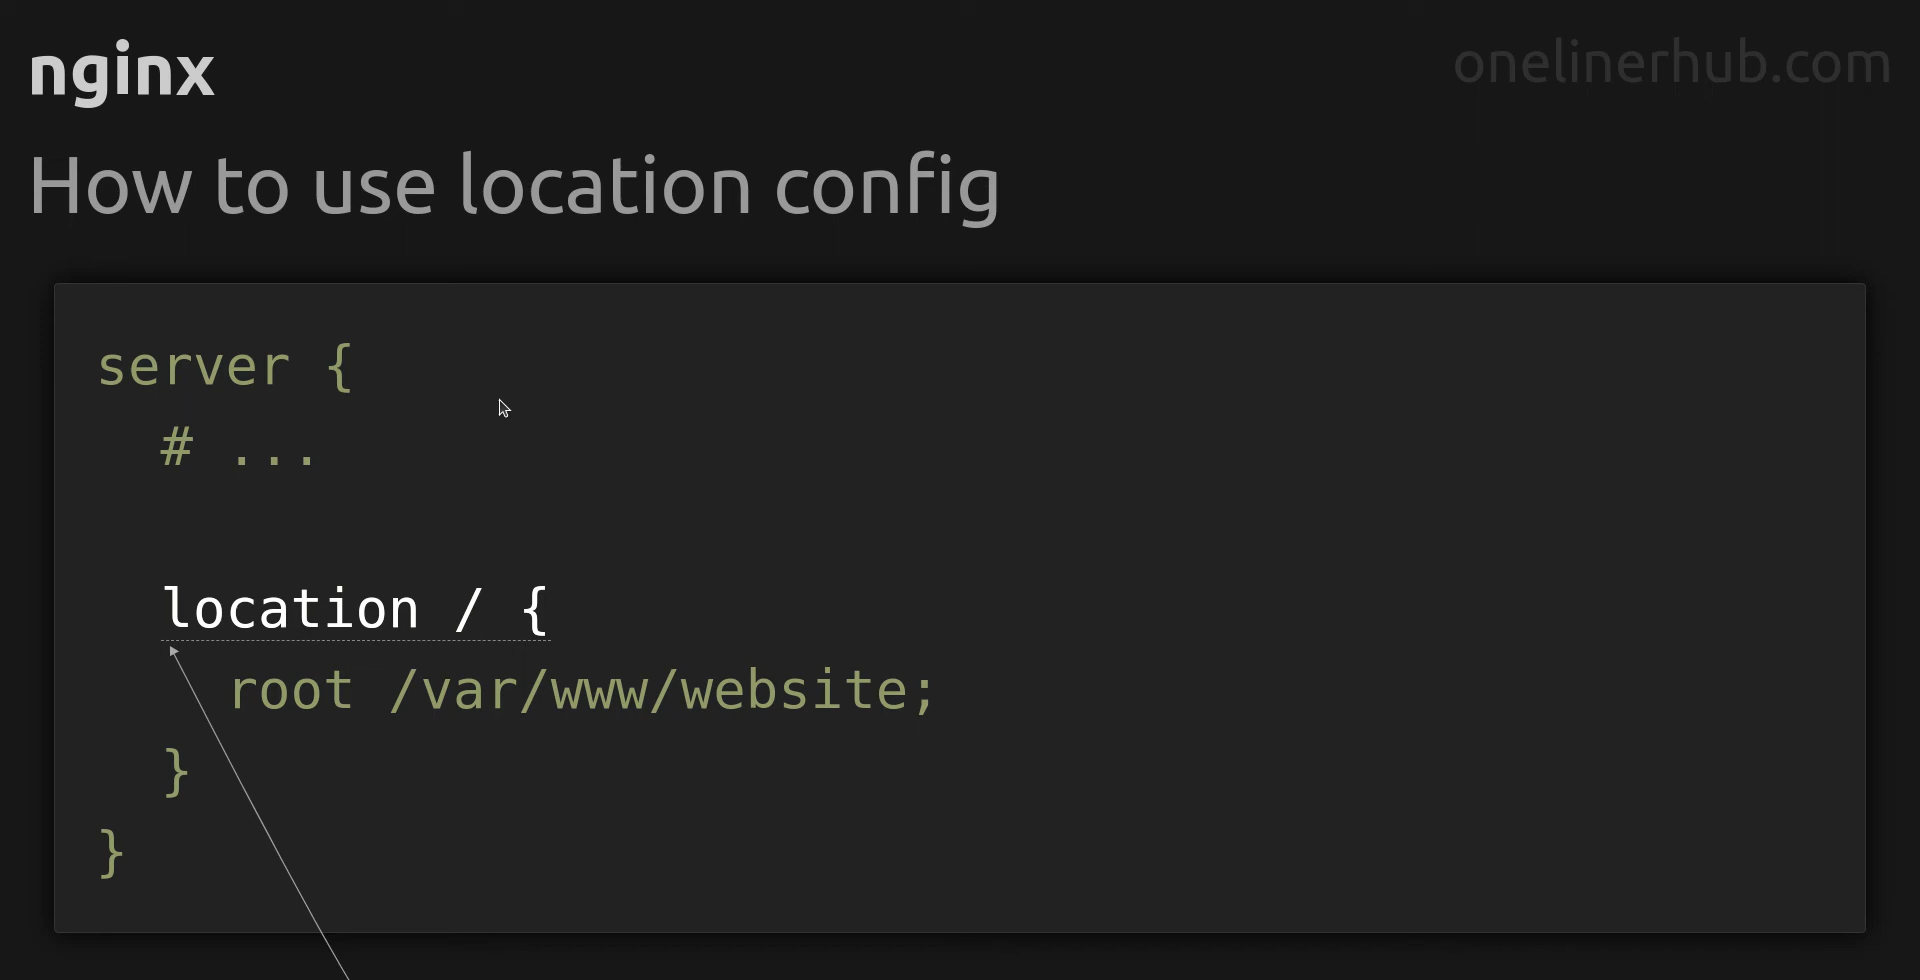 nginx
onelinerhub.com
How to use location config
server {
# ...
location / {
root /var/www/website;
}
}